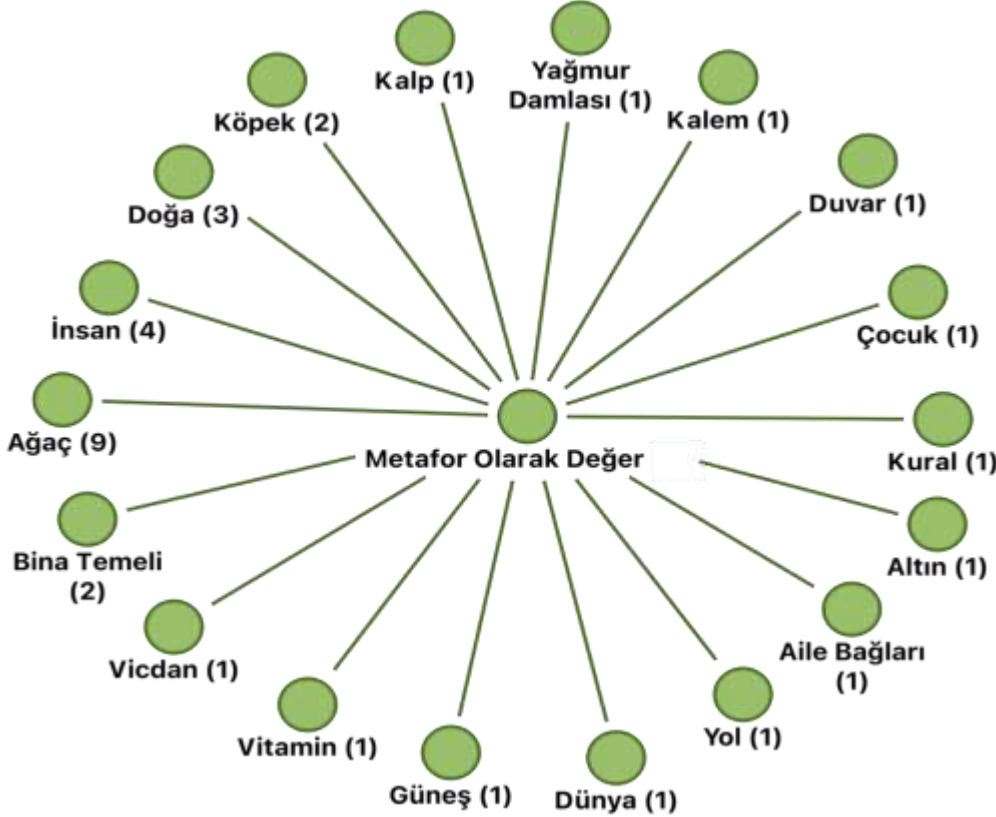 Kalp (1)
Yağmur
Damlası (1)
Kalem (1)
Köpek (2)
Duvar (1)
Doğa (3)
Çocuk (1)
İnsan (4)
Ağaç (9)
Kural (1)
Metafor Olarak Değer
Altın (1)
Bina Temeli
(2)
Aile Bağları
(1)
Vicdan (1)
Yol (1)
Vitamin (1)
Güneş (1)
Dünya (1)